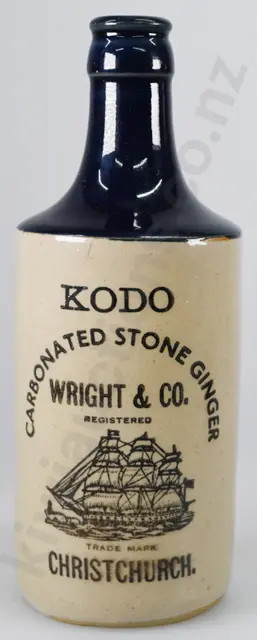 KODO
CARBONATED STONE GINGER
WRIGHT & CO.
REGISTERED
TRADE MARK
CHRISTCHURCH.